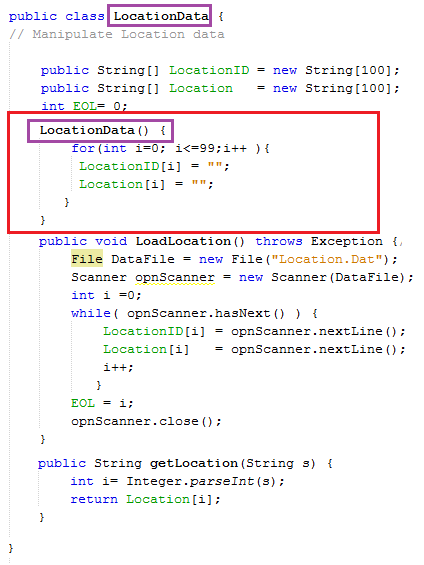 public class LocationData {
// Manipulate Location data
public String[] LocationID = new String[100];
public String[] Location   = new String[100];
int EOL= 0;
LocationData() {
for(int i=0; i<=99;i++ ){
LocationID[i] = "";
Location[i] = "";
}
}
public void LoadLocation() throws Exception {
File DataFile = new File("Location.Dat");
Scanner opnScanner = new Scanner(DataFile);
int i =0;
while( opnScanner.hasNext() ) {
LocationID[i] = opnScanner.nextLine();
Location[i]   = opnScanner.nextLine();
i++;
}
EOL = i;
opnScanner.close();
}
public String getLocation(String s) {
int i= Integer.parseInt(s);
return Location[i];
}
}